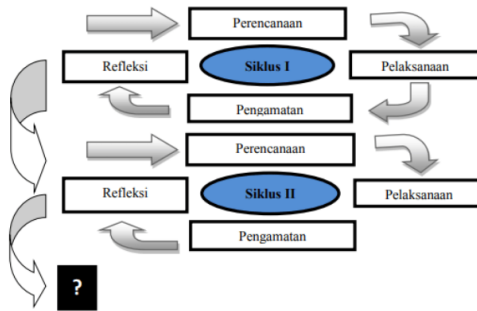 Perencanaan
Refleksi
Siklus I
Pelaksanaan
Pengamatan
Perencanaan
Refleksi
Siklus II
Pelaksanaan
Pengamatan
?